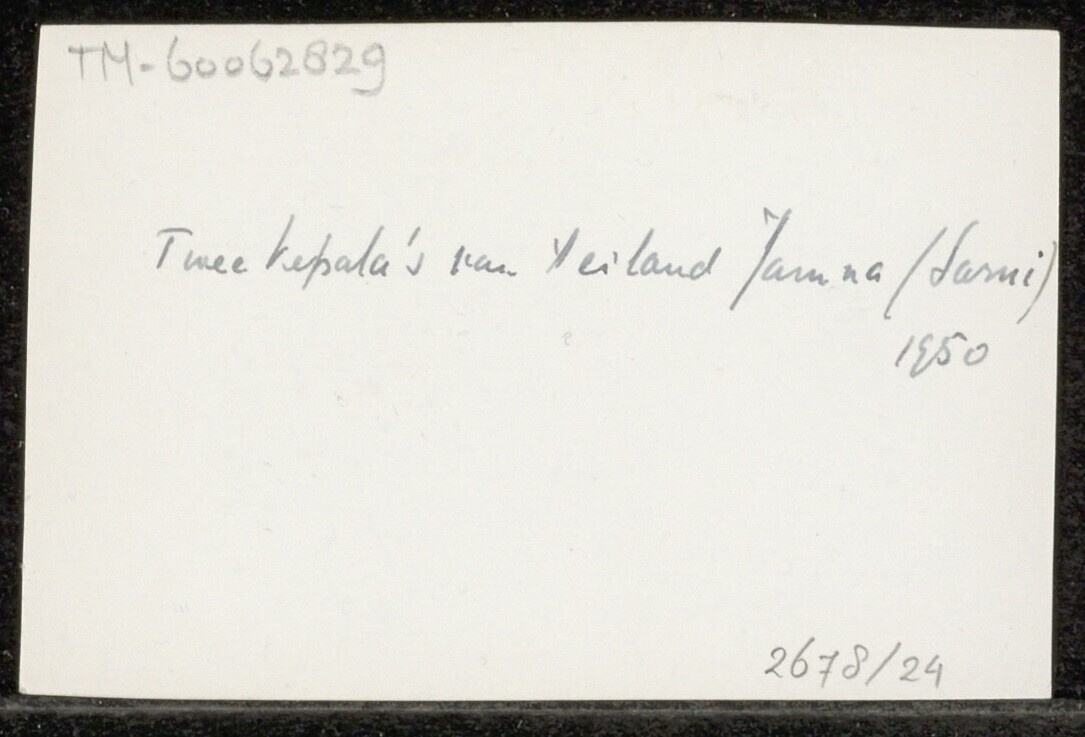 TM-60062829
Twee Kepala's van 't eiland Jamna (Sarmi)
1950
2678/24